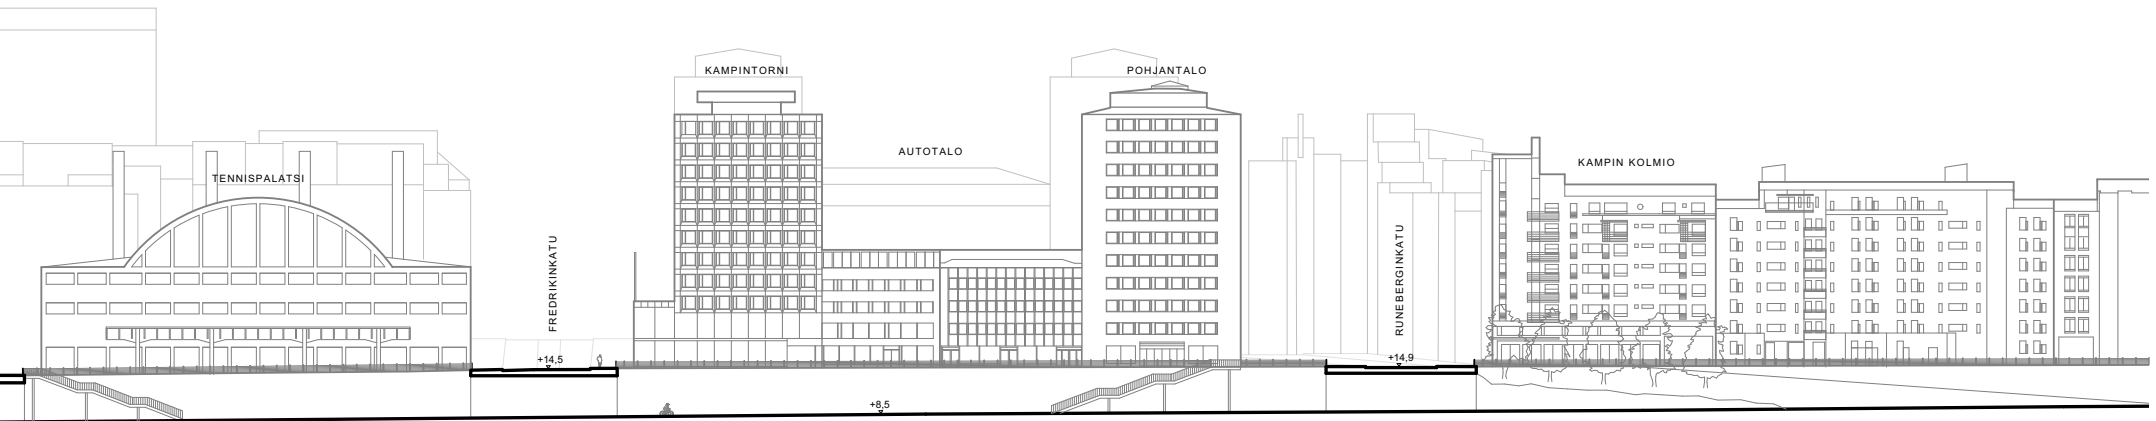 KAMPINTORNI
POHJANTALO
AUTOTALO
KAMPIN KOLMIO
TENNISPALATSI
FREDRIKINKATU
RUNEBERGINKATU
+14,5
+14,9
+8,5